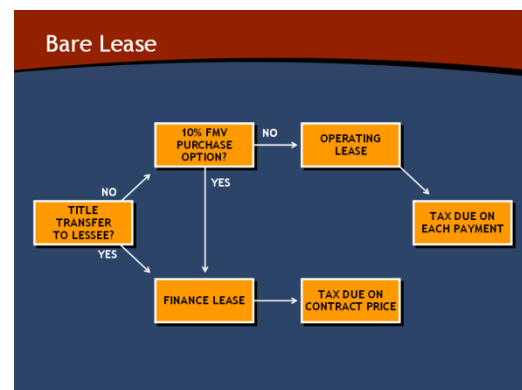 Bare Lease
10% FMV
PURCHASE
OPTION?
NO
OPERATING
LEASE
YES
NO
TITLE
TRANSFER
TO LESSEE?
TAX DUE ON
EACH PAYMENT
YES
FINANCE LEASE
TAX DUE ON
CONTRACT PRICE